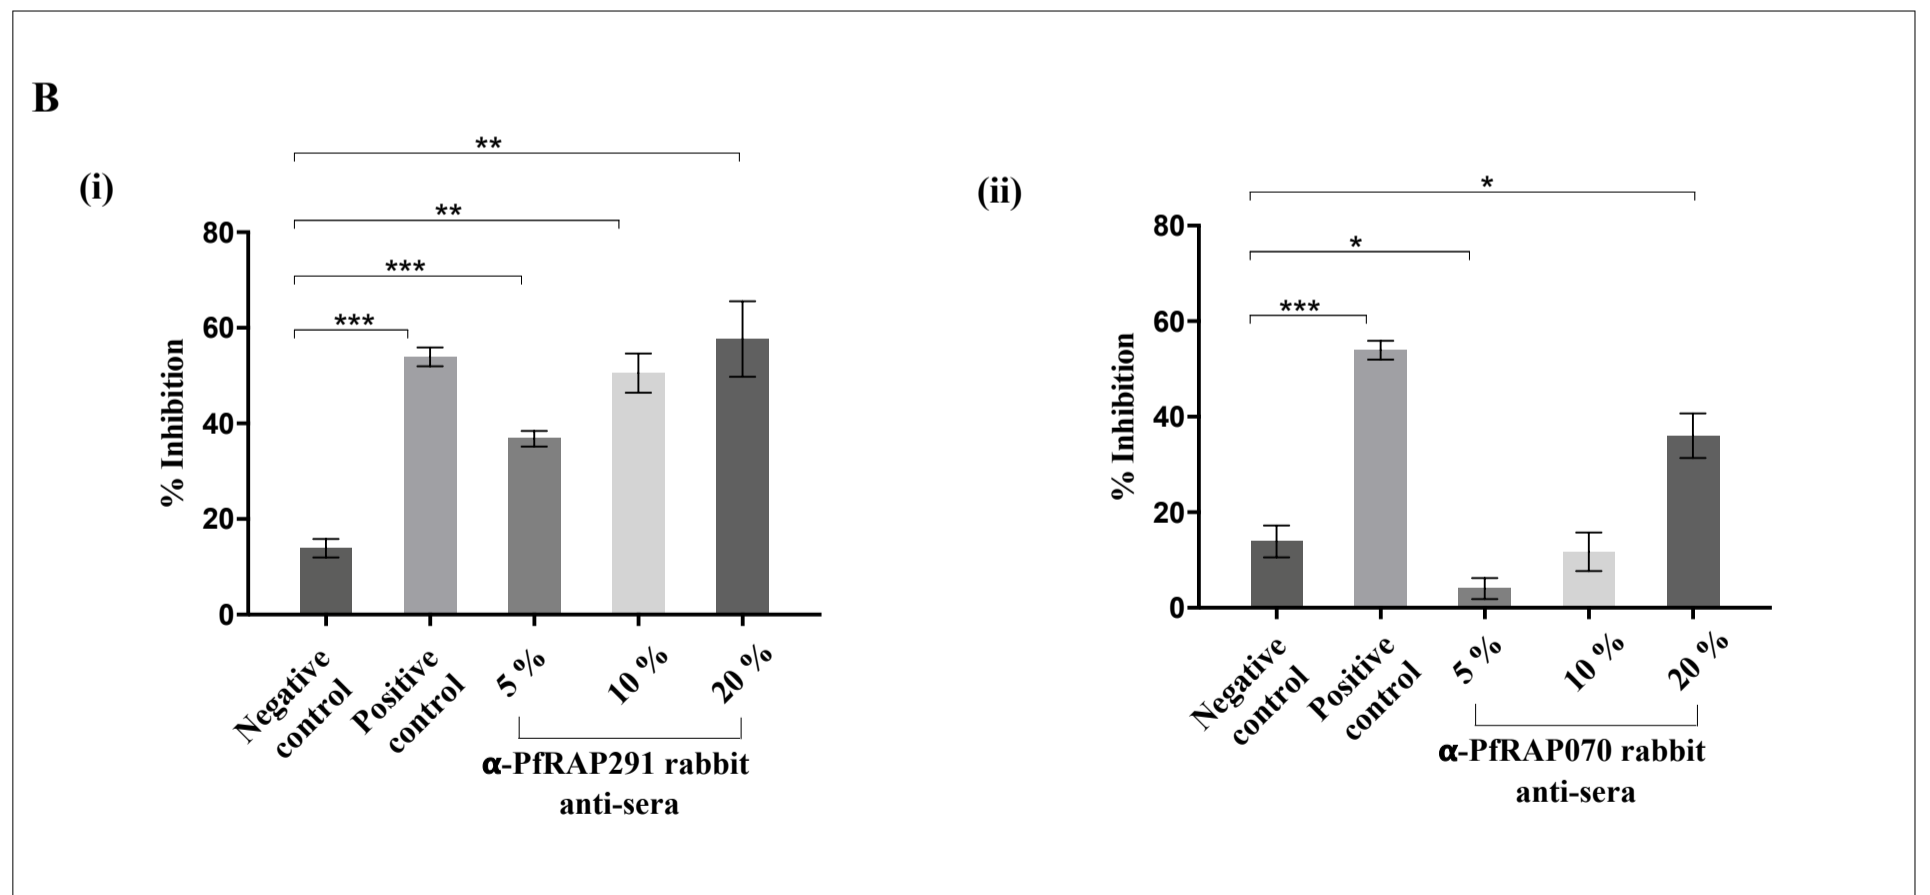 B
(i)
**
**
***
***
% Inhibition
80
60
40
20
0
Negative
control
Positive
control
5 %
10 %
20 %
α-PfRAP291 rabbit
anti-sera
(ii)
*
*
***
% Inhibition
80
60
40
20
0
Negative
control
Positive
control
5 %
10 %
20 %
α-PfRAP070 rabbit
anti-sera